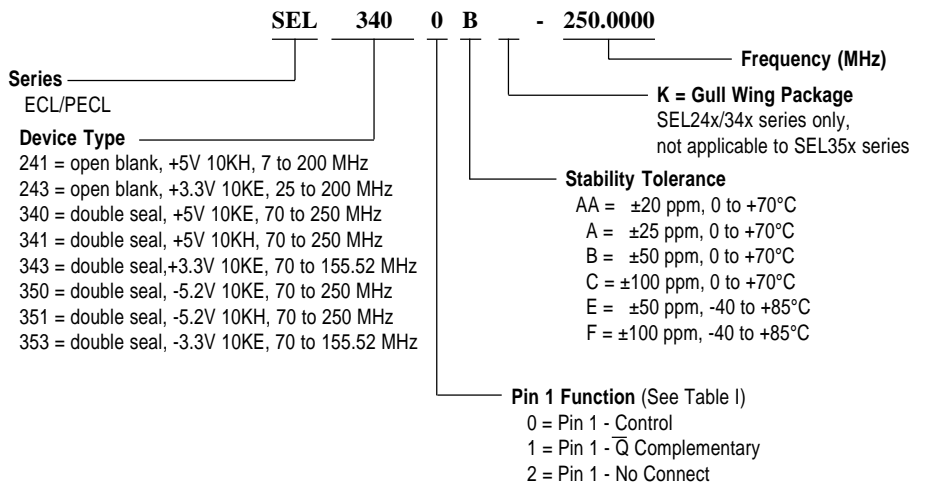 SEL 340 0 B - 250.0000
Frequency (MHz)
Series
ECL/PECL
K = Gull Wing Package
SEL24x/34x series only,
not applicable to SEL35x series
Device Type
241 = open blank, +5V 10KH, 7 to 200 MHz
243 = open blank, +3.3V 10KE, 25 to 200 MHz
340 = double seal, +5V 10KE, 70 to 250 MHz
341 = double seal, +5V 10KH, 70 to 250 MHz
343 = double seal,+3.3V 10KE, 70 to 155.52 MHz
350 = double seal, -5.2V 10KE, 70 to 250 MHz
351 = double seal, -5.2V 10KH, 70 to 250 MHz
353 = double seal, -3.3V 10KE, 70 to 155.52 MHz
Stability Tolerance
AA = ±20 ppm, 0 to +70°C
A = ±25 ppm, 0 to +70°C
B = ±50 ppm, 0 to +70°C
C = ±100 ppm, 0 to +70°C
E = ±50 ppm, -40 to +85°C
F = ±100 ppm, -40 to +85°C
Pin 1 Function (See Table I)
0 = Pin 1 - Control
1 = Pin 1 - Q̅ Complementary
2 = Pin 1 - No Connect